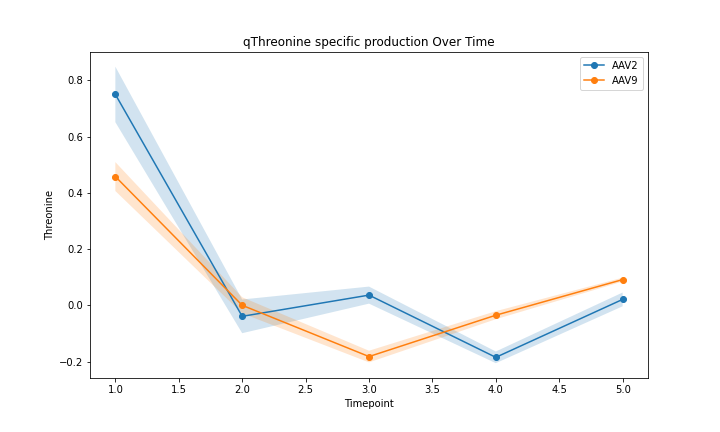 qThreonine specific production Over Time
AAV2
AAV9
Threonine
0.8
0.6
0.4
0.2
0.0
−0.2
1.0 1.5 2.0 2.5 3.0 3.5 4.0 4.5 5.0
Timepoint